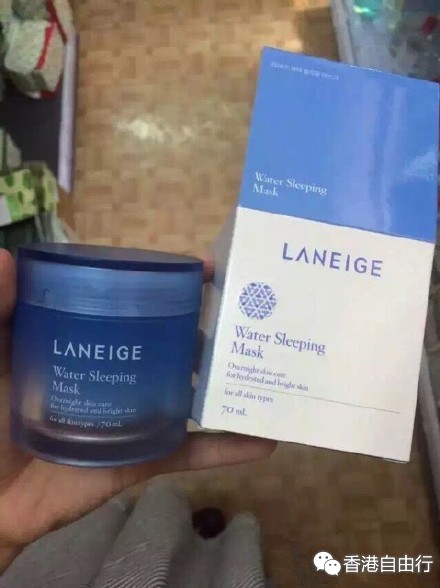 Water Sleeping
Mask
LANEIGE
Water Sleeping
Mask
Overnight skin care
for hydrated and bright skin
for all skin types
70 mL
LANEIGE
Water Sleeping
Mask
Overnight skin care
for hydrated and bright skin
for all skin types / 70 mL
香港自由行